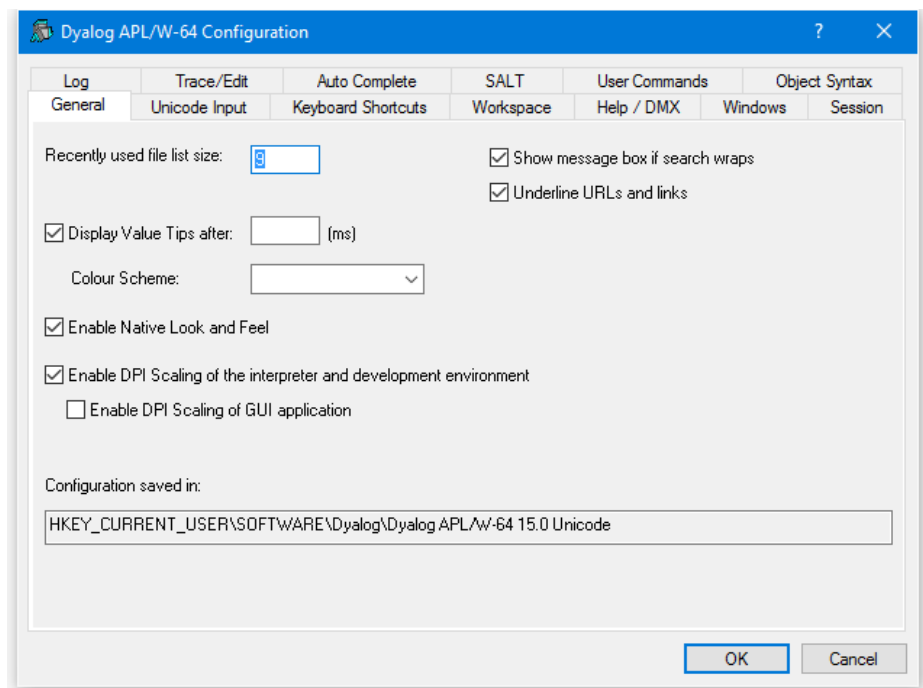 Dyalog APL/W-64 Configuration ? ×
Log Trace/Edit Auto Complete SALT User Commands Object Syntax
General Unicode Input Keyboard Shortcuts Workspace Help / DMX Windows Session
Recently used file list size: 9
Show message box if search wraps
Underline URLs and links
Display Value Tips after: (ms)
Colour Scheme:
Enable Native Look and Feel
Enable DPI Scaling of the interpreter and development environment
Enable DPI Scaling of GUI application
Configuration saved in:
HKEY_CURRENT_USER\SOFTWARE\Dyalog\Dyalog APL/W-64 15.0 Unicode
OK Cancel